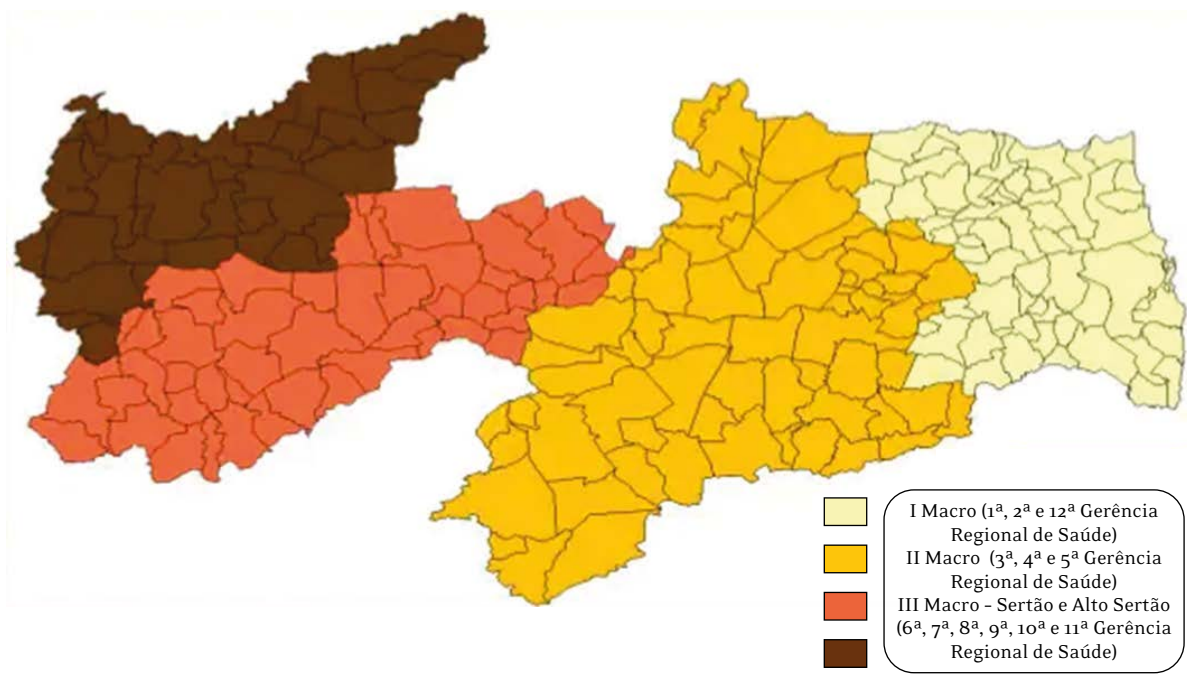 I Macro (1ª, 2ª e 12ª Gerência
Regional de Saúde)
II Macro (3ª, 4ª e 5ª Gerência
Regional de Saúde)
III Macro - Sertão e Alto Sertão
(6ª, 7ª, 8ª, 9ª, 10ª e 11ª Gerência
Regional de Saúde)